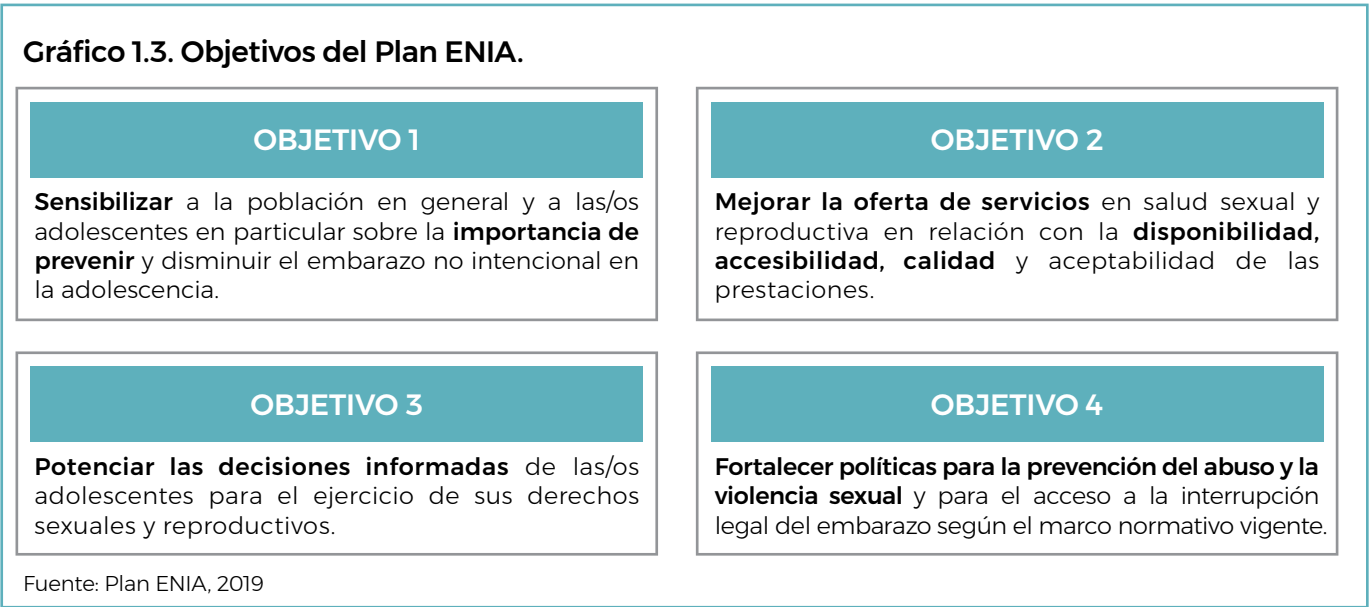 Gráfico 1.3. Objetivos del Plan ENIA.
OBJETIVO 1
Sensibilizar a la población en general y a las/os
adolescentes en particular sobre la importancia de
prevenir y disminuir el embarazo no intencional en
la adolescencia.
OBJETIVO 2
Mejorar la oferta de servicios en salud sexual y
reproductiva en relación con la disponibilidad,
accesibilidad, calidad y aceptabilidad de las
prestaciones.
OBJETIVO 3
Potenciar las decisiones informadas de las/os
adolescentes para el ejercicio de sus derechos
sexuales y reproductivos.
OBJETIVO 4
Fortalecer políticas para la prevención del abuso y la
violencia sexual y para el acceso a la interrupción
legal del embarazo según el marco normativo vigente.
Fuente: Plan ENIA, 2019